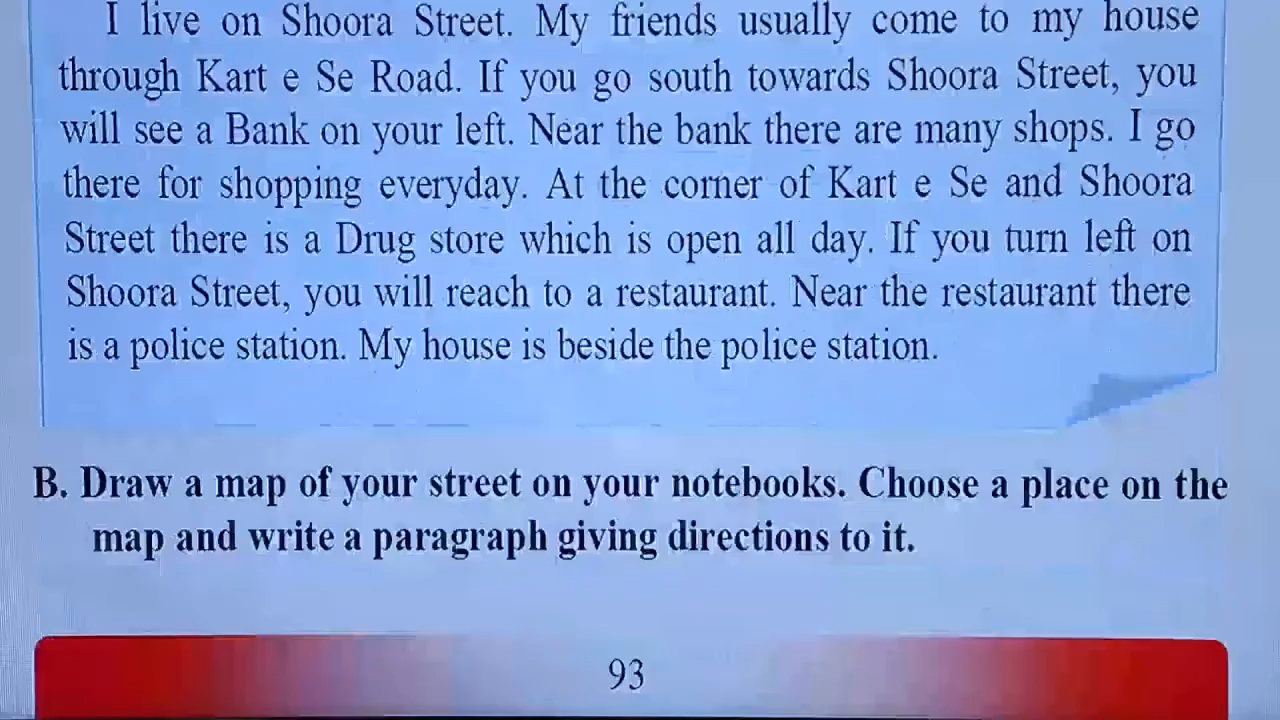 I live on Shoora Street. My friends usually come to my house
through Kart e Se Road. If you go south towards Shoora Street, you
will see a Bank on your left. Near the bank there are many shops. I go
there for shopping everyday. At the corner of Kart e Se and Shoora
Street there is a Drug store which is open all day. If you turn left on
Shoora Street, you will reach to a restaurant. Near the restaurant there
is a police station. My house is beside the police station.
B. Draw a map of your street on your notebooks. Choose a place on the
map and write a paragraph giving directions to it.
93